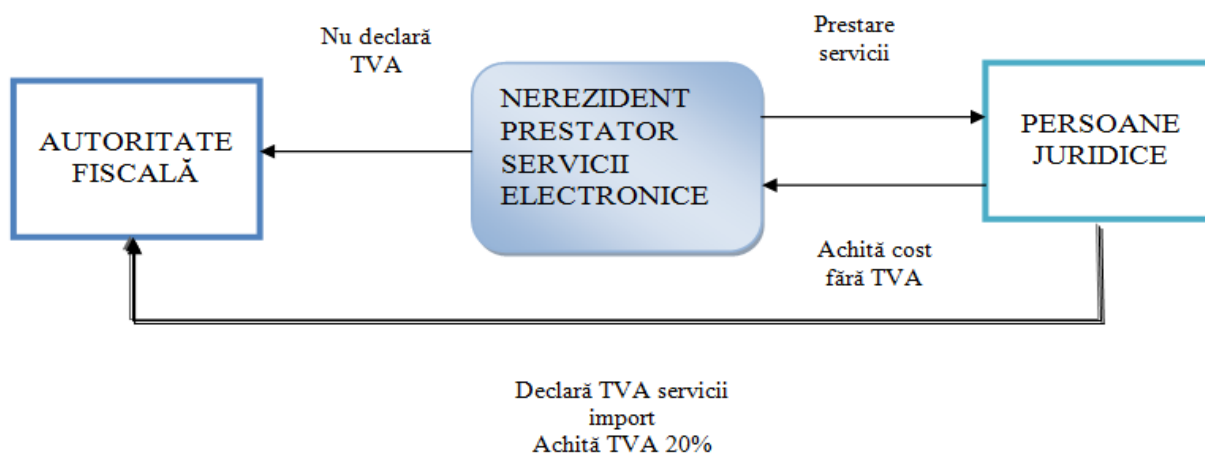 Nu declară
TVA
Prestare
servicii
AUTORITATE
FISCALĂ
NEREZIDENT
PRESTATOR
SERVICII
ELECTRONICE
PERSOANE
JURIDICE
Achită cost
fără TVA
Declară TVA servicii
import
Achită TVA 20%